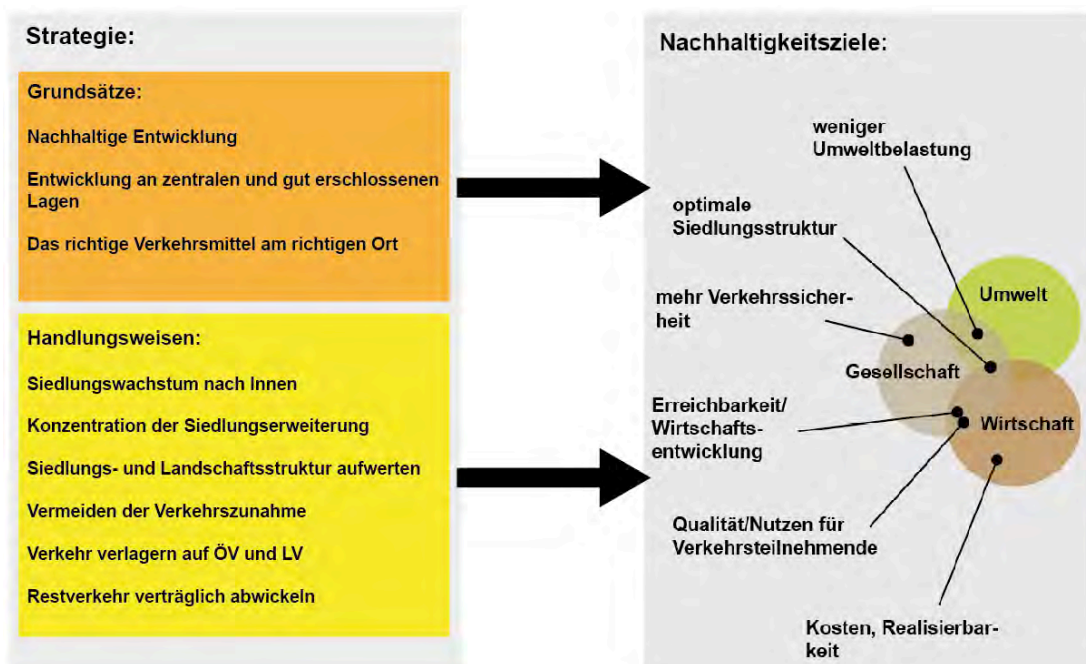 Strategie:
Grundsätze:
Nachhaltige Entwicklung
Entwicklung an zentralen und gut erschlossenen
Lagen
Das richtige Verkehrsmittel am richtigen Ort
Handlungsweisen:
Siedlungswachstum nach Innen
Konzentration der Siedlungserweiterung
Siedlungs- und Landschaftsstruktur aufwerten
Vermeiden der Verkehrszunahme
Verkehr verlagern auf ÖV und LV
Restverkehr verträglich abwickeln
Nachhaltigkeitsziele:
weniger
Umweltbelastung
optimale
Siedlungsstruktur
mehr Verkehrssicher-
heit
Erreichbarkeit/
Wirtschafts-
entwicklung
Qualität/Nutzen für
Verkehrsteilnehmende
Kosten, Realisierbar-
keit
Umwelt
Gesellschaft
Wirtschaft